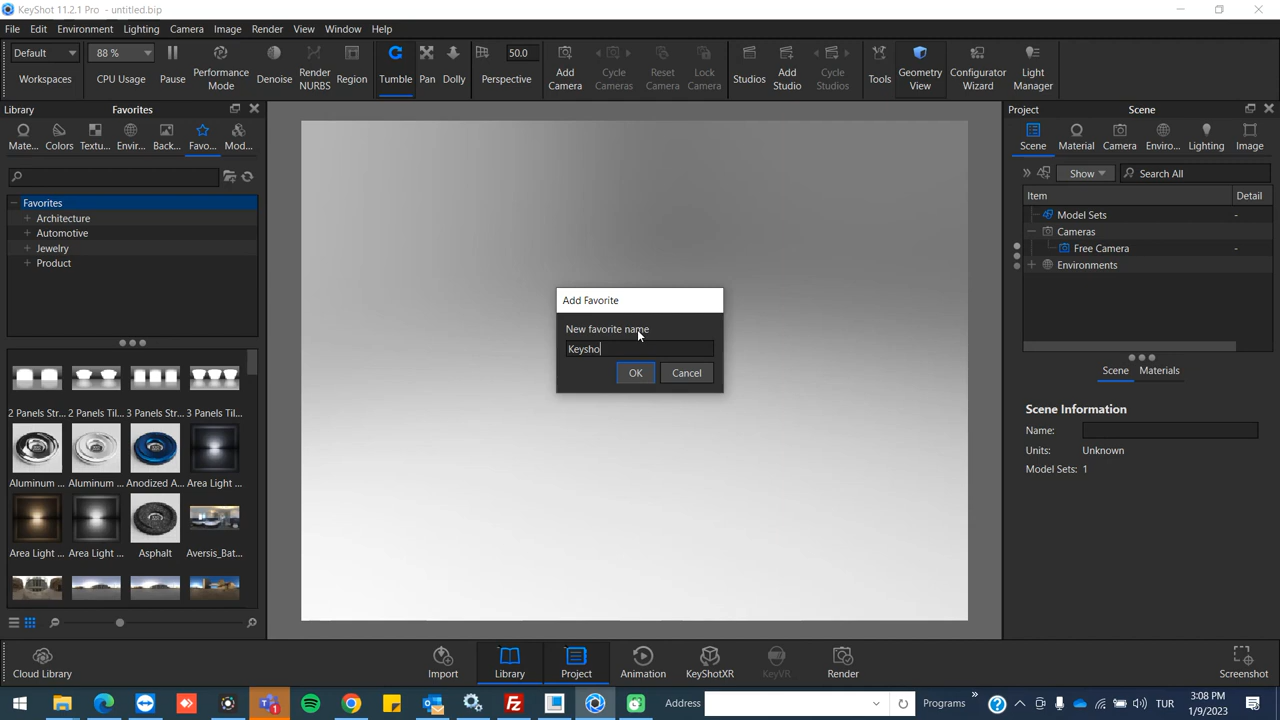 KeyShot 11.2.1 Pro - untitled.bip
File Edit Environment Lighting Camera Image Render View Window Help
Default 88 % 50.0
Workspaces CPU Usage Pause Performance Mode Denoise Render NURBS Region Tumble Pan Dolly Perspective Add Camera Cycle Cameras Reset Camera Lock Camera Studios Add Studio Cycle Studios Tools Geometry View Configurator Wizard Light Manager
Library Favorites
Project Scene
Mate... Colors Textu... Envir... Back... Favo... Mod...
Scene Material Camera Enviro... Lighting Image
Show Search All
Item Detail
Favorites
Architecture
Automotive
Jewelry
Product
Model Sets -
Cameras
Free Camera -
Environments
Add Favorite
New favorite name
Keysho
OK Cancel
Scene Materials
Scene Information
Name:
Units: Unknown
Model Sets: 1
2 Panels Str... 2 Panels Til... 3 Panels Str... 3 Panels Til...
Aluminum ... Aluminum ... Anodized A... Area Light ...
Area Light ... Area Light ... Asphalt Aversis_Bat...
Cloud Library Import Library Project Animation KeyShotXR KeyVR Render Screenshot
Address Programs » TUR 3:08 PM
1/9/2023